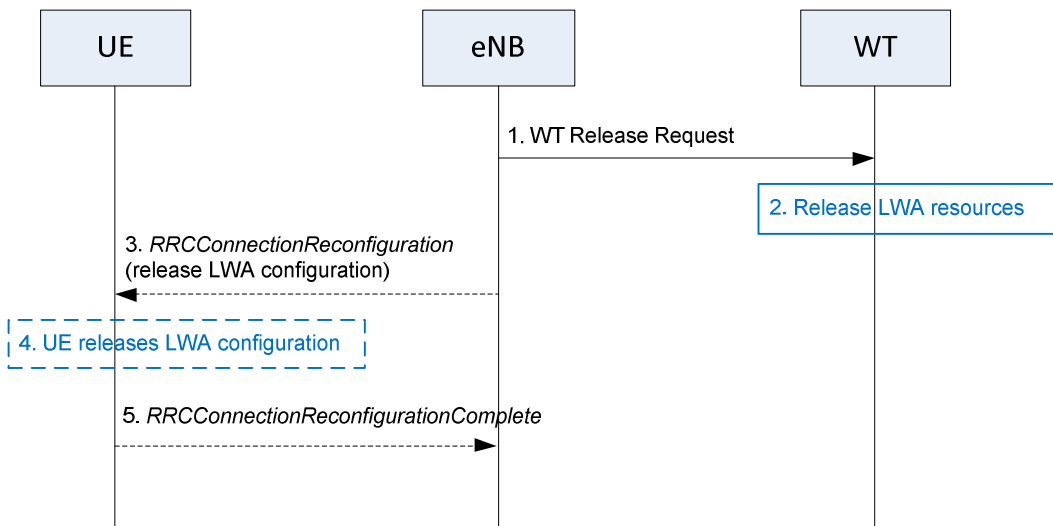 UE
eNB
WT
1. WT Release Request
2. Release LWA resources
3. RRCConnectionReconfiguration
(release LWA configuration)
4. UE releases LWA configuration
5. RRCConnectionReconfigurationComplete